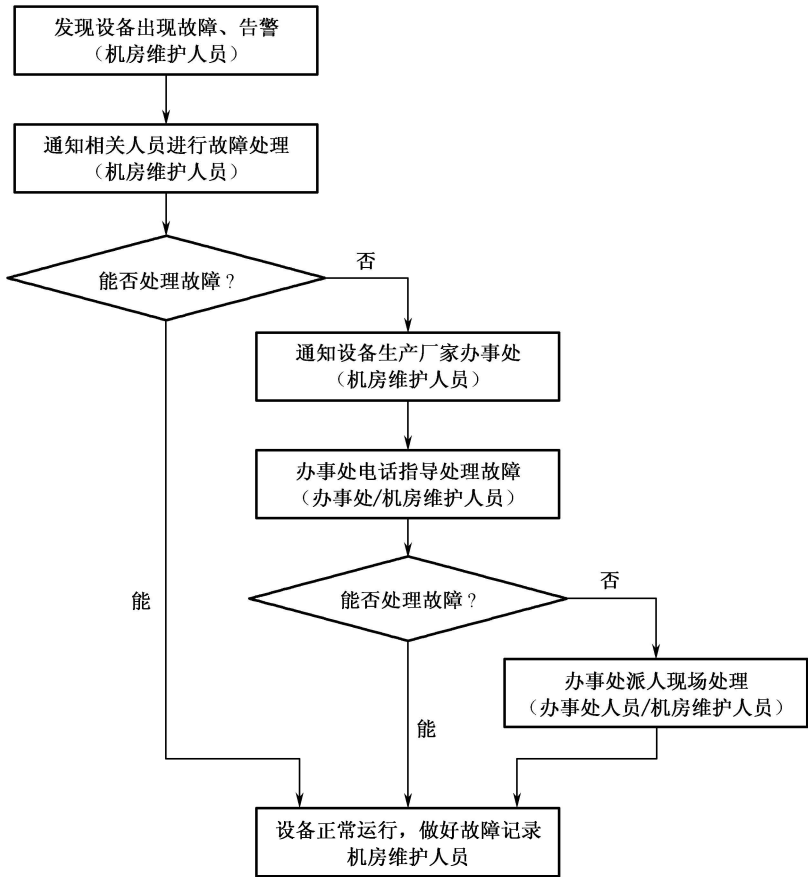 发现设备出现故障、告警
（机房维护人员）
通知相关人员进行故障处理
（机房维护人员）
能否处理故障？
否
通知设备生产厂家办事处
（机房维护人员）
办事处电话指导处理故障
（办事处/机房维护人员）
能否处理故障？
否
能
办事处派人现场处理
（办事处人员/机房维护人员）
能
设备正常运行，做好故障记录
机房维护人员